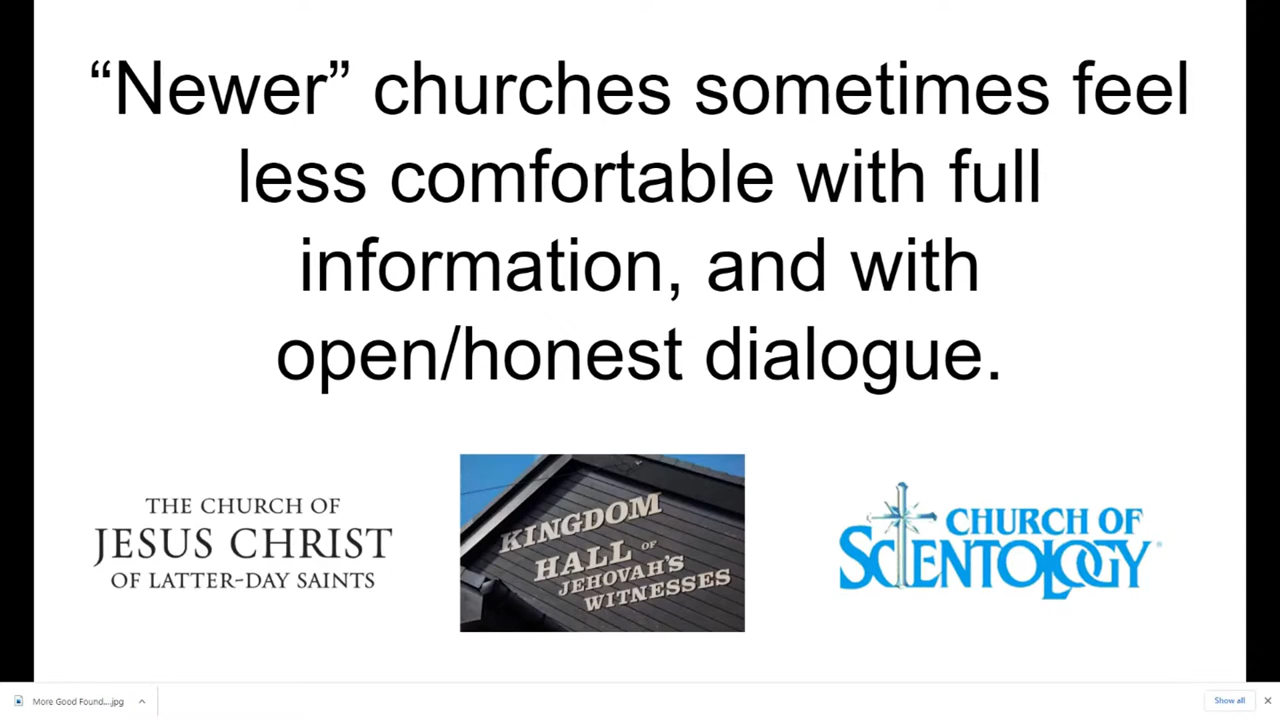 “Newer” churches sometimes feel
less comfortable with full
information, and with
open/honest dialogue.
THE CHURCH OF
JESUS CHRIST
OF LATTER-DAY SAINTS
KINGDOM
HALL OF
JEHOVAH'S
WITNESSES
CHURCH OF
SCIENTOLOGY
More Good Found....jpg
Show all